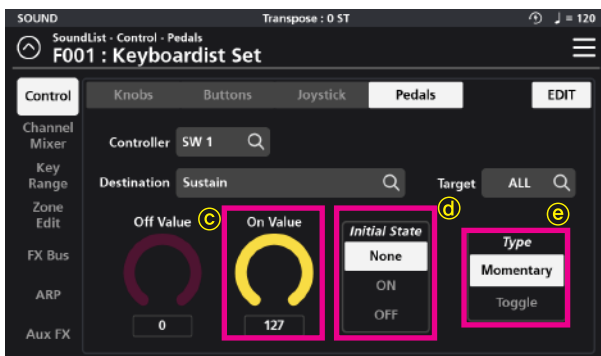 SOUND Transpose : 0 ST ♩ = 120
SoundList - Control - Pedals
F001 : Keyboardist Set
Control Knobs Buttons Joystick Pedals EDIT
Channel
Mixer
Controller SW 1
Key
Range
Destination Sustain Target ALL
Zone
Edit
Off Value ⓒ On Value ⓓ ⓔ
Initial State
Type
FX Bus
None
Momentary
ON
ARP
Toggle
OFF
0 127
Aux FX